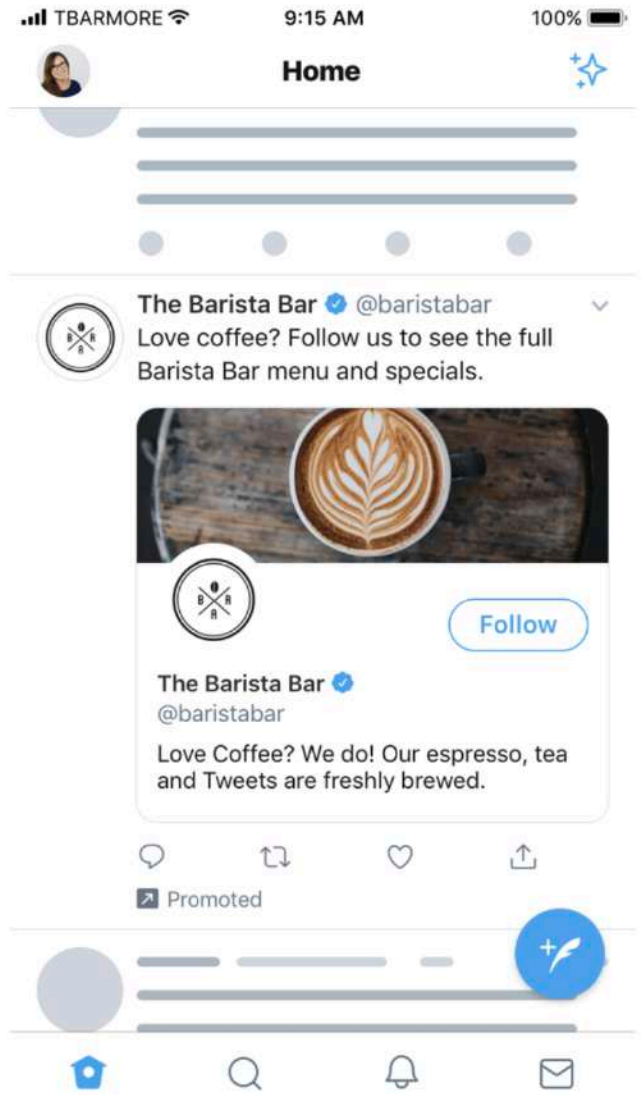 TBARMORE 9:15 AM 100%
Home
The Barista Bar @baristabar
Love coffee? Follow us to see the full
Barista Bar menu and specials.
B A R
A
B A R
A
Follow
The Barista Bar
@baristabar
Love Coffee? We do! Our espresso, tea
and Tweets are freshly brewed.
Promoted